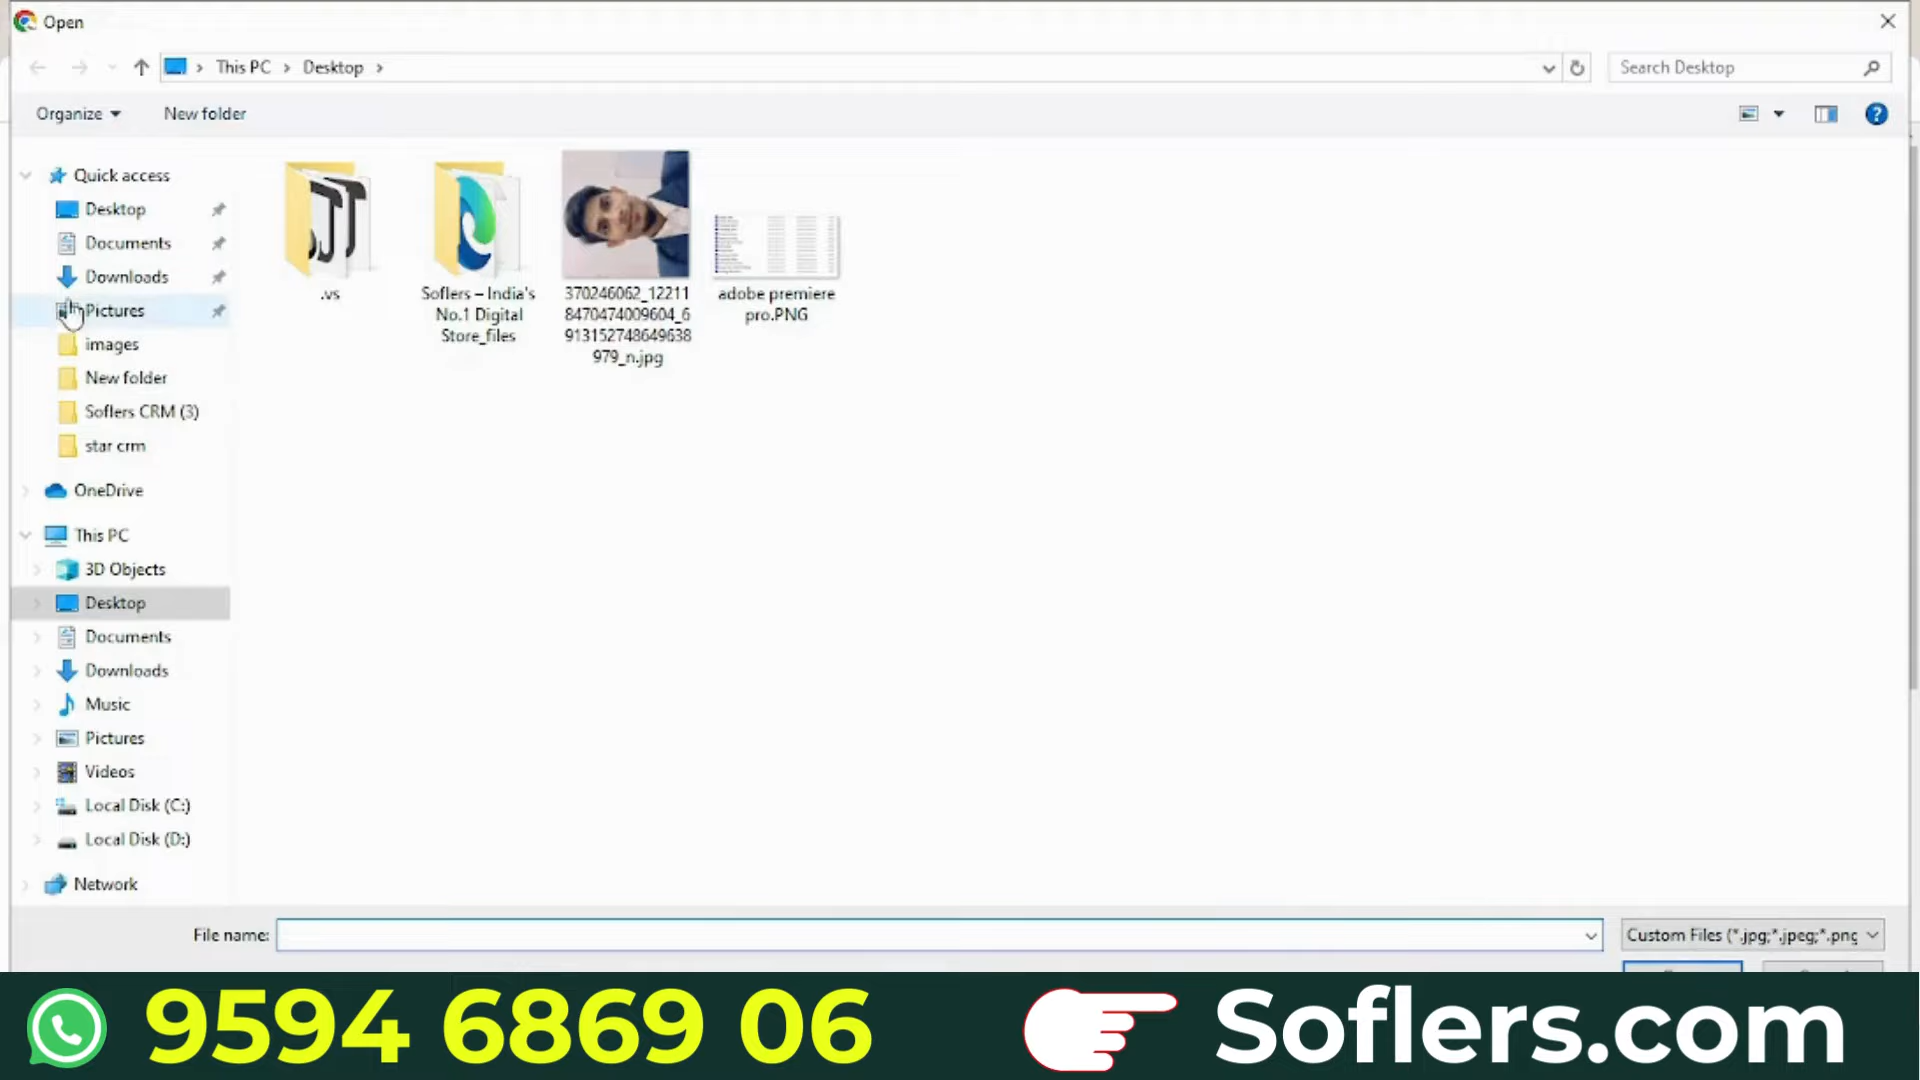 Open
This PC > Desktop >
Search Desktop
Organize
New folder
Quick access
Desktop
Documents
Downloads
Pictures
images
New folder
Soflers CRM (3)
star crm
OneDrive
This PC
3D Objects
Desktop
Documents
Downloads
Music
Pictures
Videos
Local Disk (C:)
Local Disk (D:)
Network
.vs
Soflers – India's
No.1 Digital
Store_files
370246062_12211
8470474009604_6
913152748649638
979_n.jpg
adobe premiere
pro.PNG
File name:
Custom Files (*.jpg;*.jpeg;*.png
9594 6869 06
Soflers.com